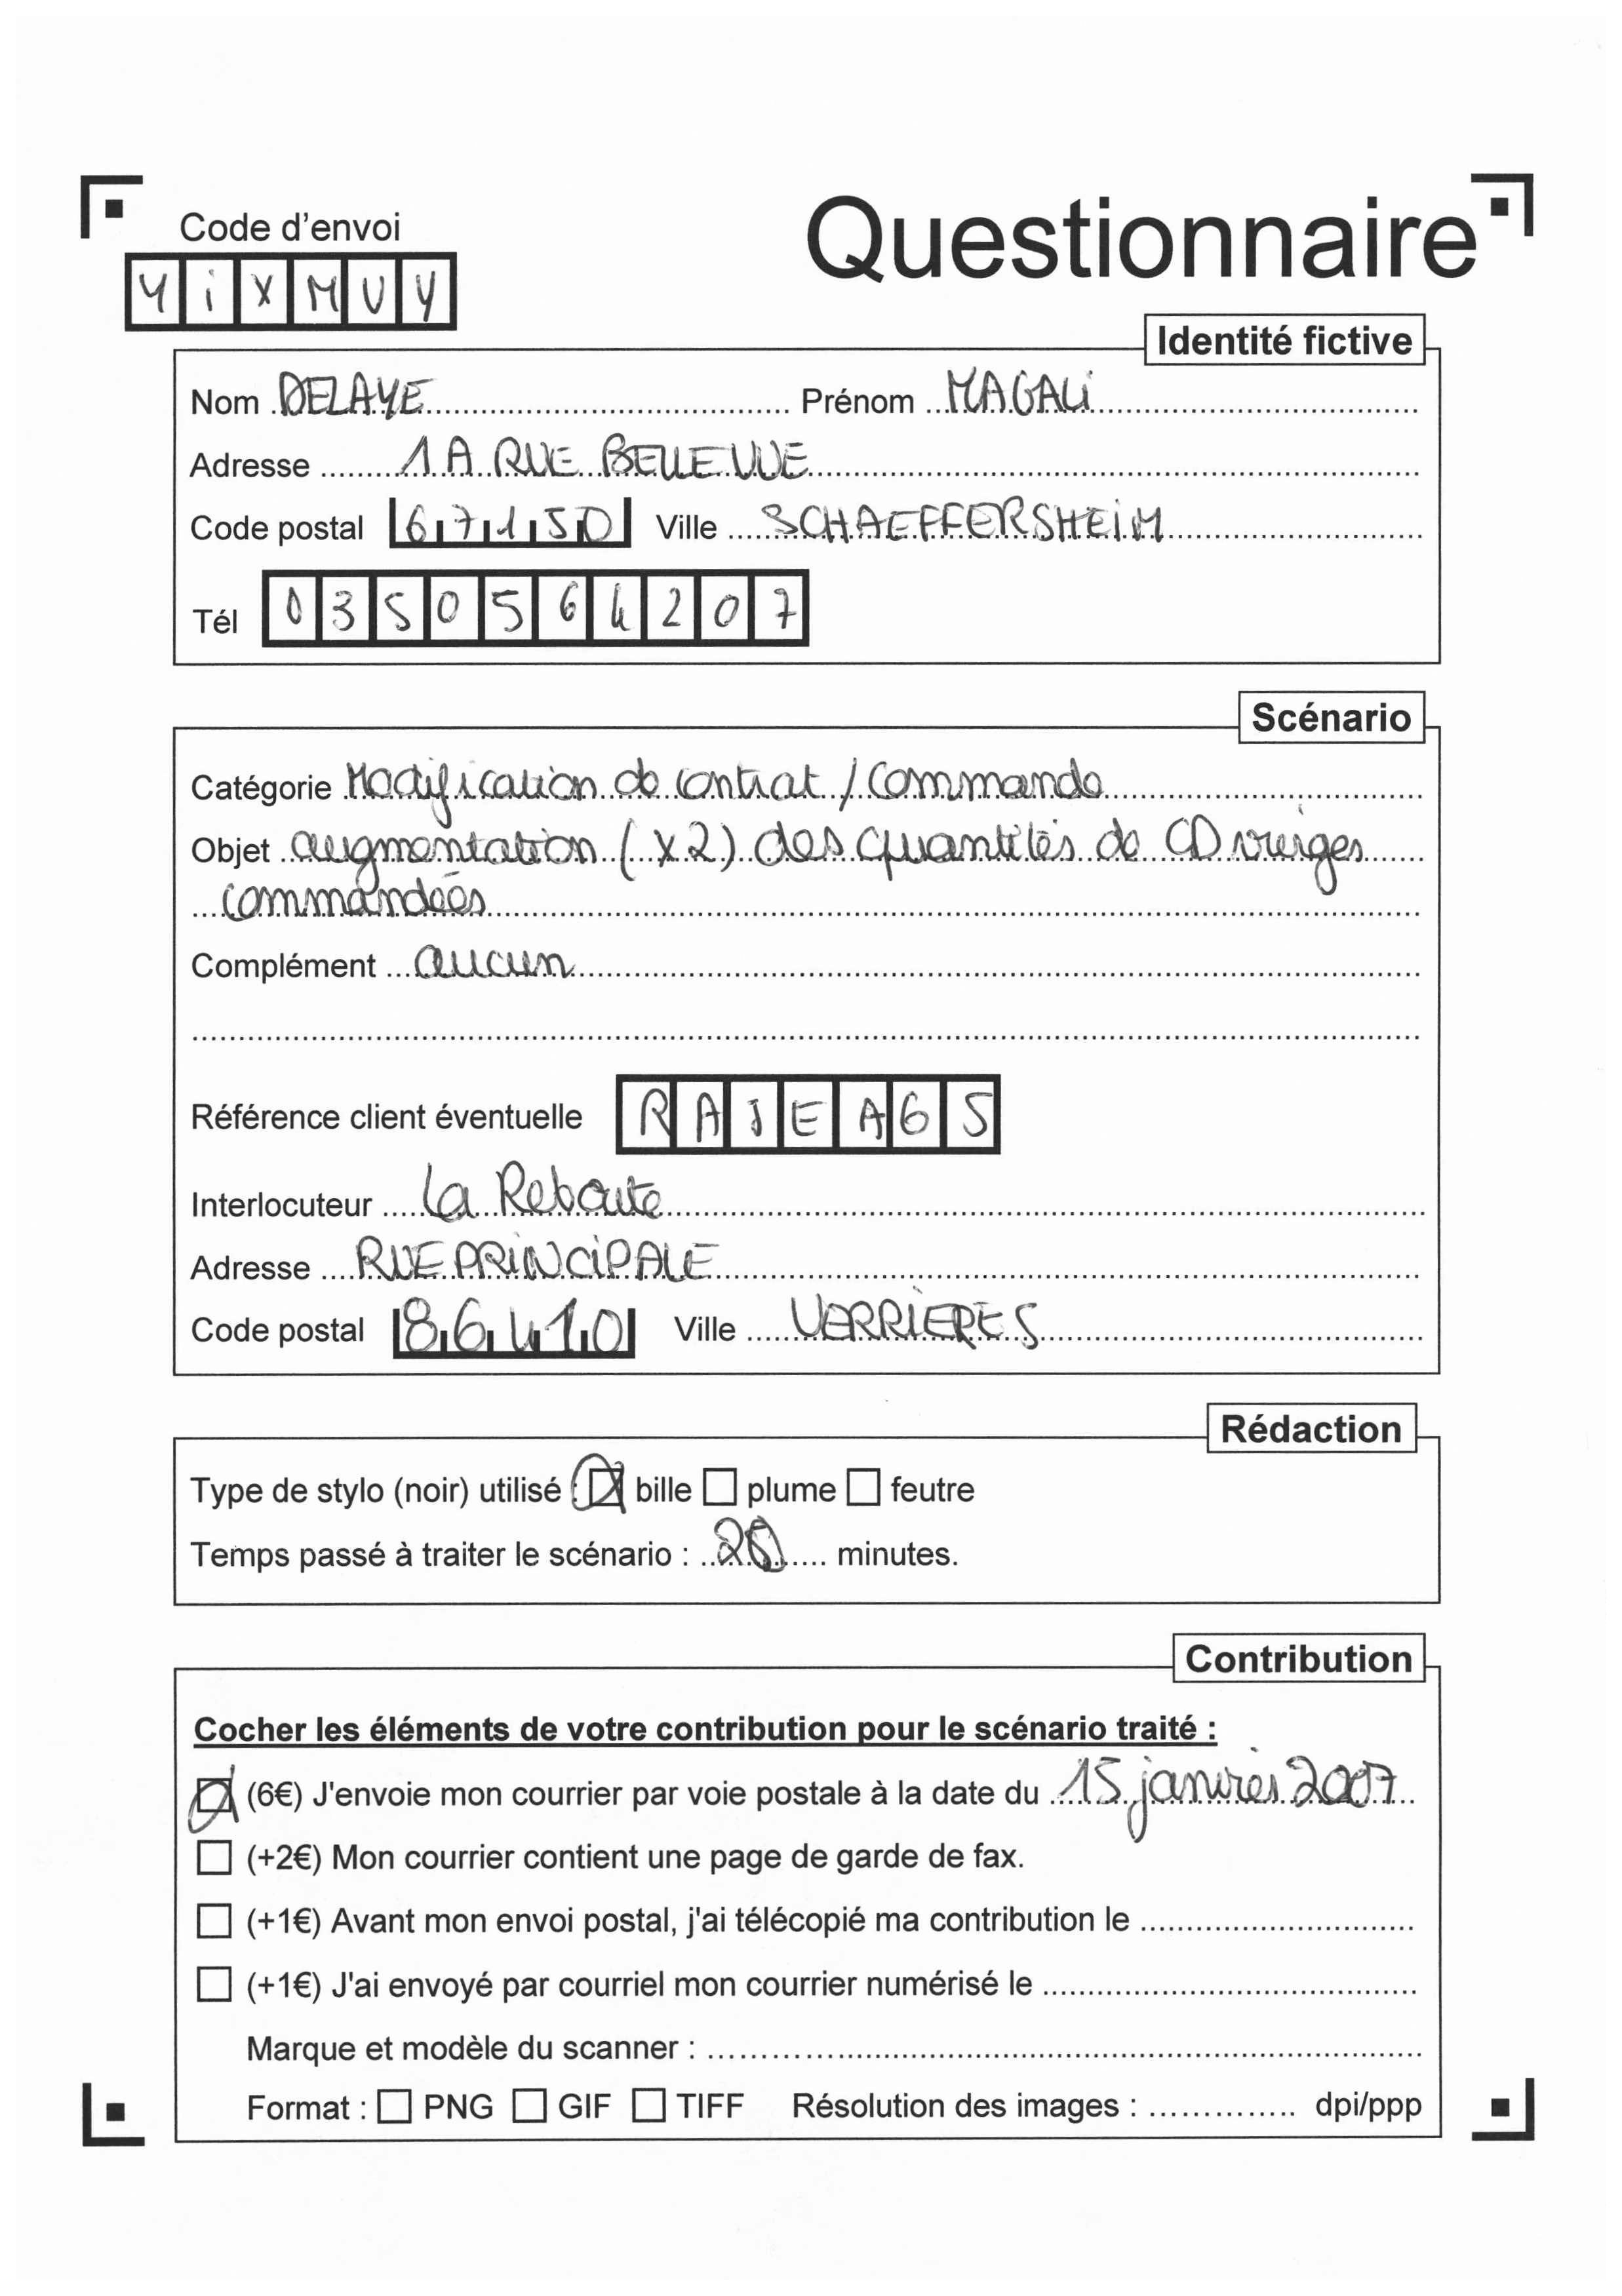 Code d'envoi
Questionnaire
YiXMUY
Identité fictive
Nom DELAYE Prénom MAGALi
Adresse 1A RUE BELLEVUE
Code postal 67150 Ville SCHAEFFERSHEiM
Tél 0350564207
Scénario
Catégorie Modification de contrat / Commande
Objet augmentation (x2) des quantités de CD vierges
commandées
Complément aucun
Référence client éventuelle RAJEA65
Interlocuteur La Reboute
Adresse RUE PRINCIPALE
Code postal 86410 Ville VERRIERES
Rédaction
Type de stylo (noir) utilisé : bille plume feutre
Temps passé à traiter le scénario : minutes.
Contribution
Cocher les éléments de votre contribution pour le scénario traité :
(6€) J'envoie mon courrier par voie postale à la date du 15 janvier 2007
(+2€) Mon courrier contient une page de garde de fax.
(+1€) Avant mon envoi postal, j'ai télécopié ma contribution le
(+1€) J'ai envoyé par courriel mon courrier numérisé le
Marque et modèle du scanner :
Format : PNG GIF TIFF Résolution des images : dpi/ppp